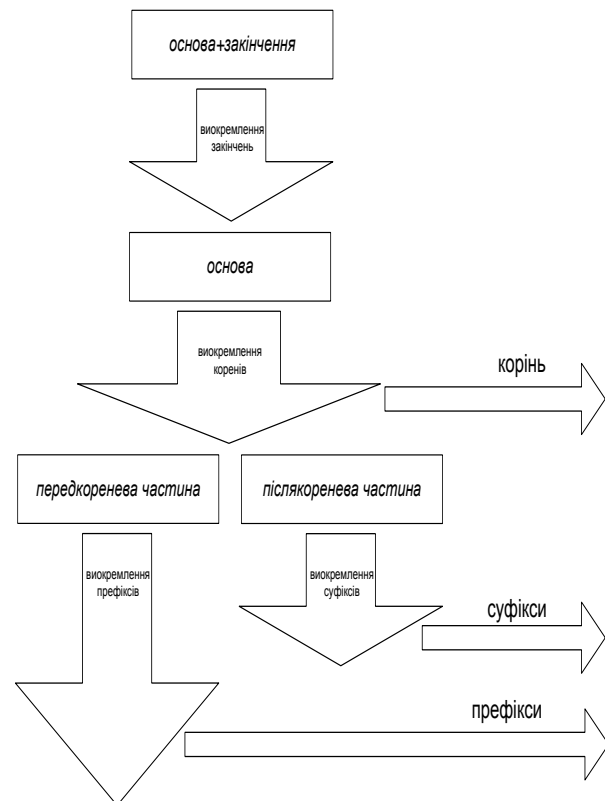 основа+закінчення
виокремлення
закінчень
основа
виокремлення
коренів
корінь
передкоренева частина
післякоренева частина
виокремлення
префіксів
виокремлення
суфіксів
суфікси
префікси